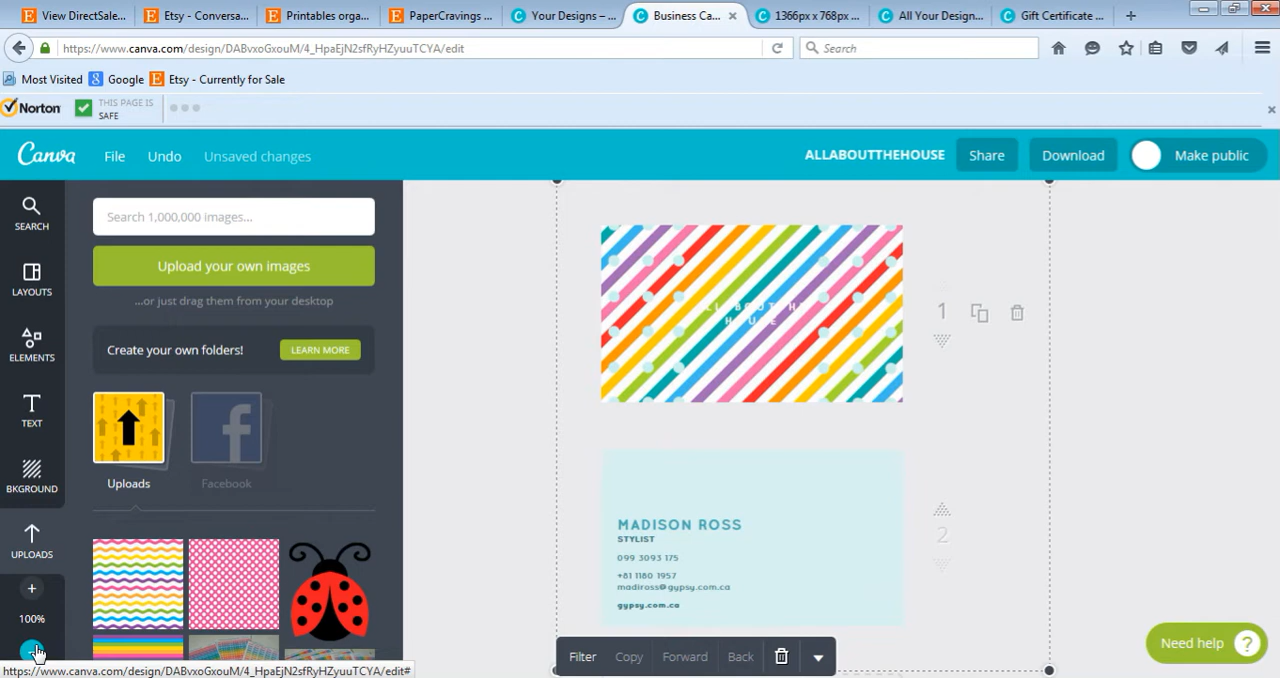 View DirectSale...
Etsy - Conversa...
Printables orga...
PaperCravings ...
Your Designs – ...
Business Ca...
1366px x 768px ...
All Your Design...
Gift Certificate ...
https://www.canva.com/design/DABvxoGxouM/4_HpaEjN2sfRyHZyuuTCYA/edit
Search
Most Visited
Google
Etsy - Currently for Sale
Norton
THIS PAGE IS
SAFE
Canva
File
Undo
Unsaved changes
ALLABOUTTHEHOUSE
Share
Download
Make public
SEARCH
LAYOUTS
ELEMENTS
TEXT
BKGROUND
UPLOADS
100%
Search 1,000,000 images...
Upload your own images
...or just drag them from your desktop
Create your own folders!
LEARN MORE
Uploads
Facebook
HOUSE
1
MADISON ROSS
STYLIST
099 3093 175
+81 1180 1957
madiross@gypsy.com.ca
gypsy.com.ca
2
Filter
Copy
Forward
Back
Need help ?
https://www.canva.com/design/DABvxoGxouM/4_HpaEjN2sfRyHZyuuTCYA/edit#